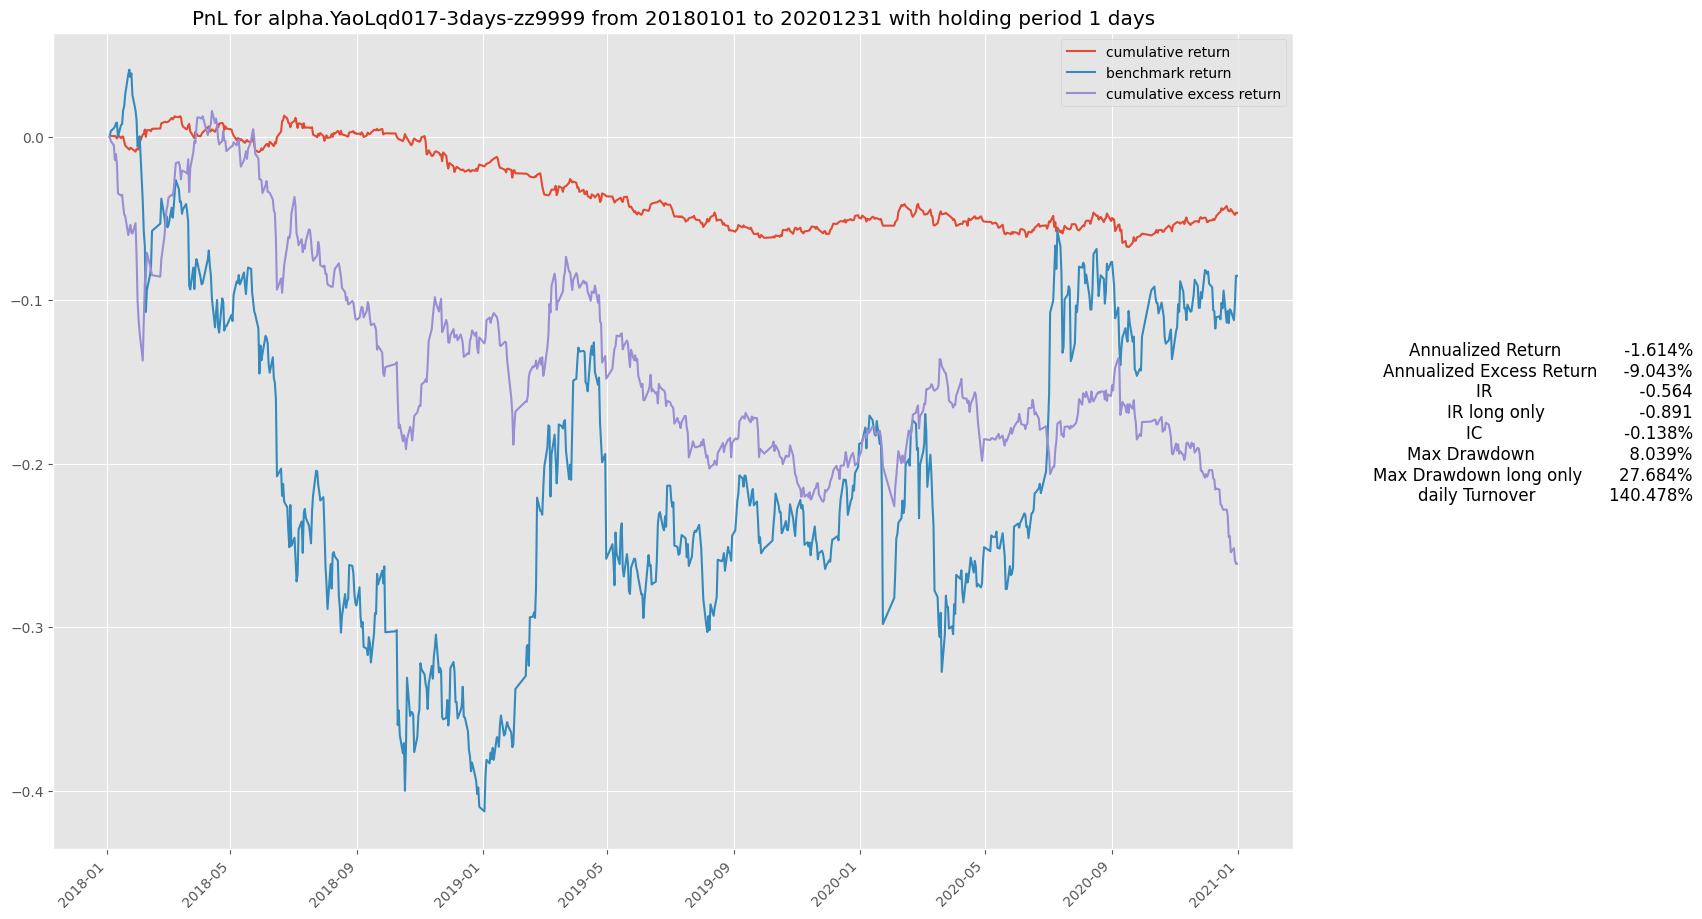 PnL for alpha.YaoLqd017-3days-zz9999 from 20180101 to 20201231 with holding period 1 days
cumulative return
benchmark return
cumulative excess return
0.0
−0.1
−0.2
−0.3
−0.4
2018-01
2018-05
2018-09
2019-01
2019-05
2019-09
2020-01
2020-05
2020-09
2021-01
Annualized Return -1.614%
Annualized Excess Return -9.043%
IR -0.564
IR long only -0.891
IC -0.138%
Max Drawdown 8.039%
Max Drawdown long only 27.684%
daily Turnover 140.478%